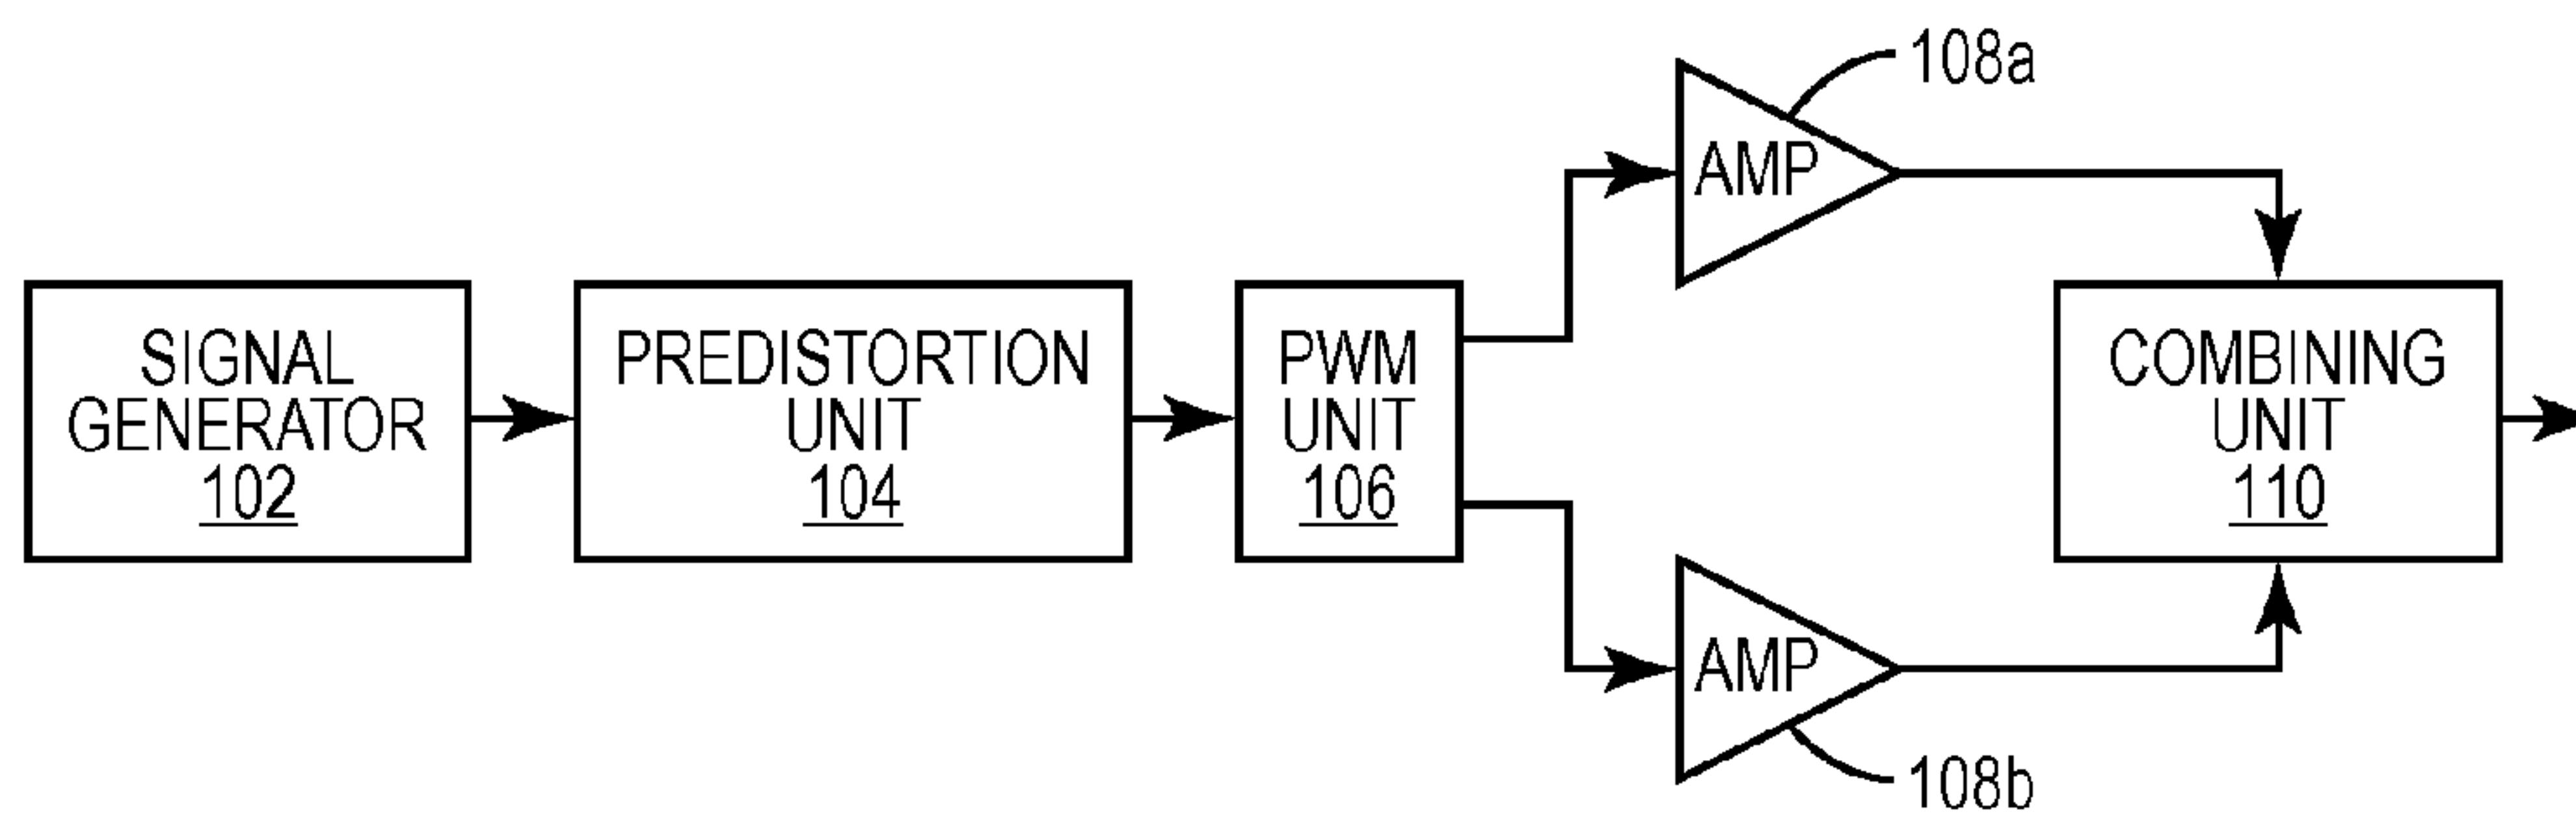 108a
AMP
SIGNAL
GENERATOR
102
PREDISTORTION
UNIT
104
PWM
UNIT
106
COMBINING
UNIT
110
AMP
108b